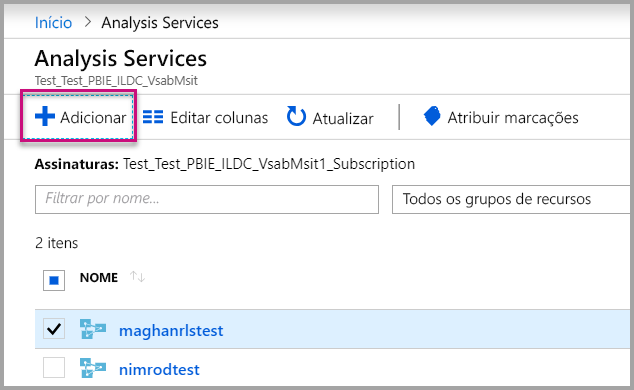 Início > Analysis Services
Analysis Services
Test_Test_PBIE_ILDC_VsabMsit
Adicionar Editar colunas Atualizar Atribuir marcações
Assinaturas: Test_Test_PBIE_ILDC_VsabMsit1_Subscription
Filtrar por nome... Todos os grupos de recursos
2 itens
NOME
maghanrlstest
nimrodtest